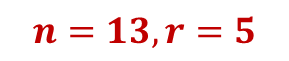 n = 13, r = 5